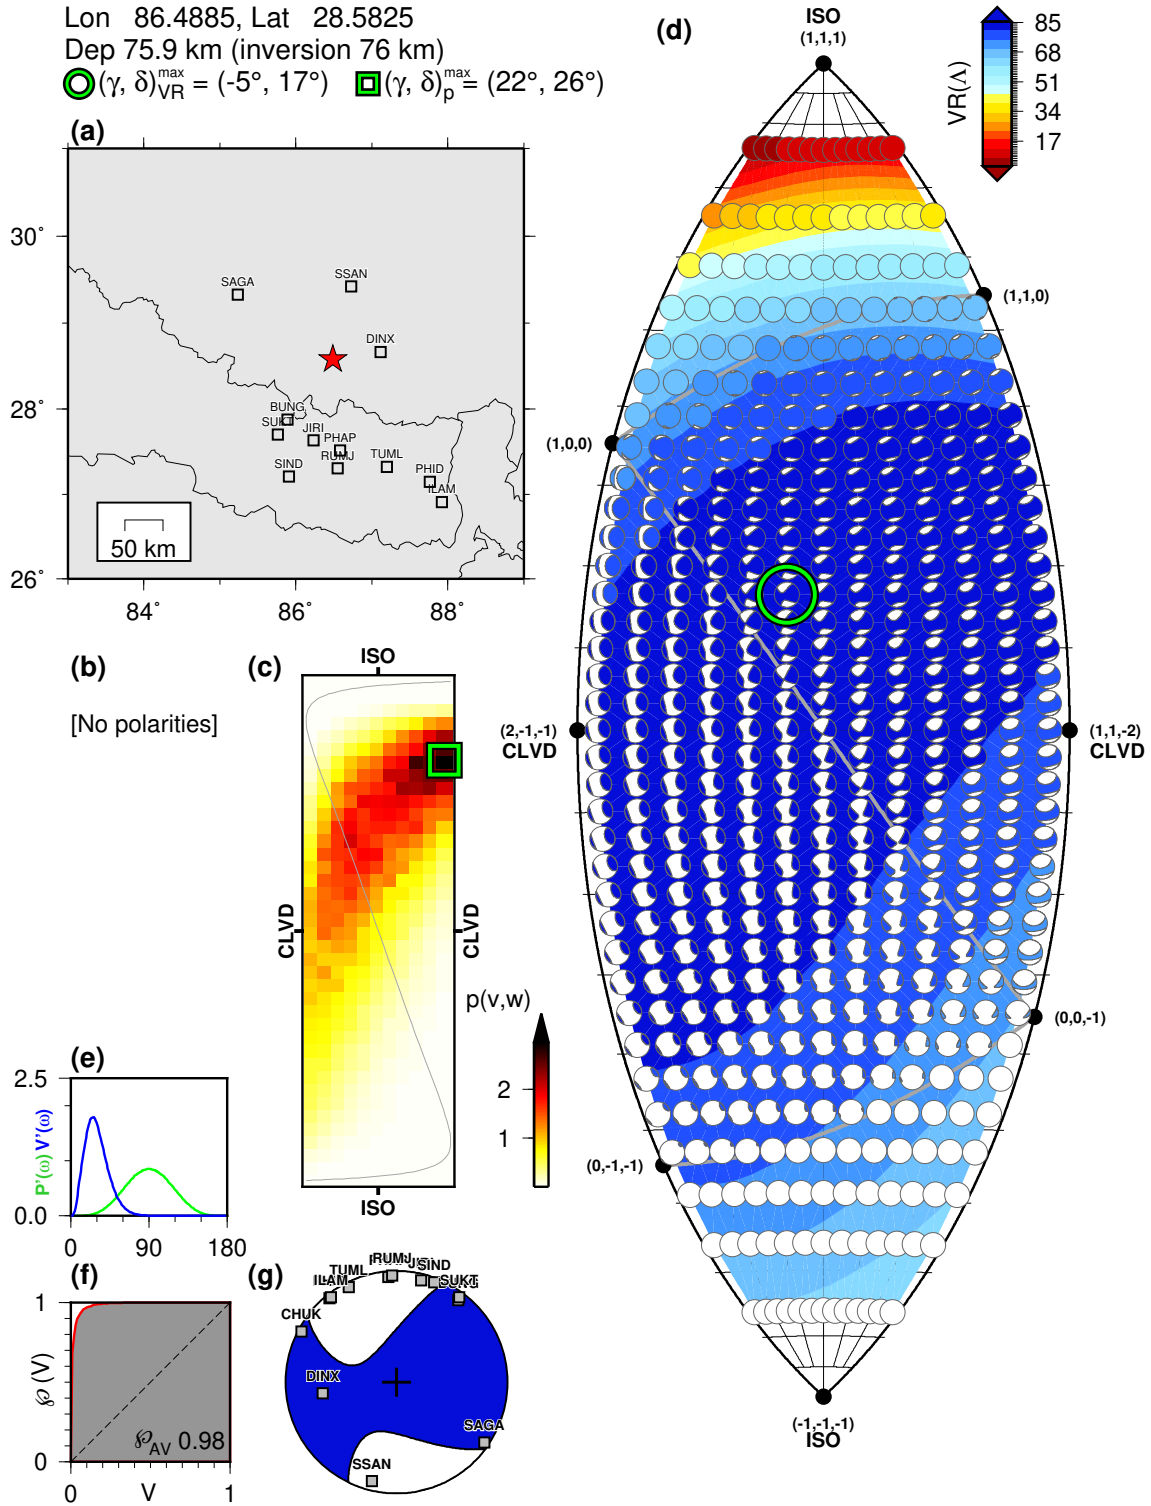 Lon 86.4885, Lat 28.5825
Dep 75.9 km (inversion 76 km)
(γ, δ)VR max = (-5°, 17°) (γ, δ)p max = (22°, 26°)
(a)
30°
28°
26°
84°
86°
88°
SAGA
SSAN
DINX
BUNG
SUKT
JIRI
PHAP
RUMJ
SIND
TUML
PHID
ILAM
50 km
(b)
[No polarities]
(c)
ISO
CLVD
CLVD
ISO
p(v,w)
2
1
(d)
ISO
(1,1,1)
VR(Λ)
85
68
51
34
17
(1,1,0)
(1,0,0)
(2,-1,-1)
CLVD
(1,1,-2)
CLVD
(0,0,-1)
(0,-1,-1)
(-1,-1,-1)
ISO
(e)
2.5
0.0
P'(ω) V'(ω)
0
90
180
(f)
1
0
℘ (V)
℘AV 0.98
0
V
1
(g)
RUMJ
SIND
TUML
ILAM
SUKT
CHUK
DINX
SAGA
SSAN